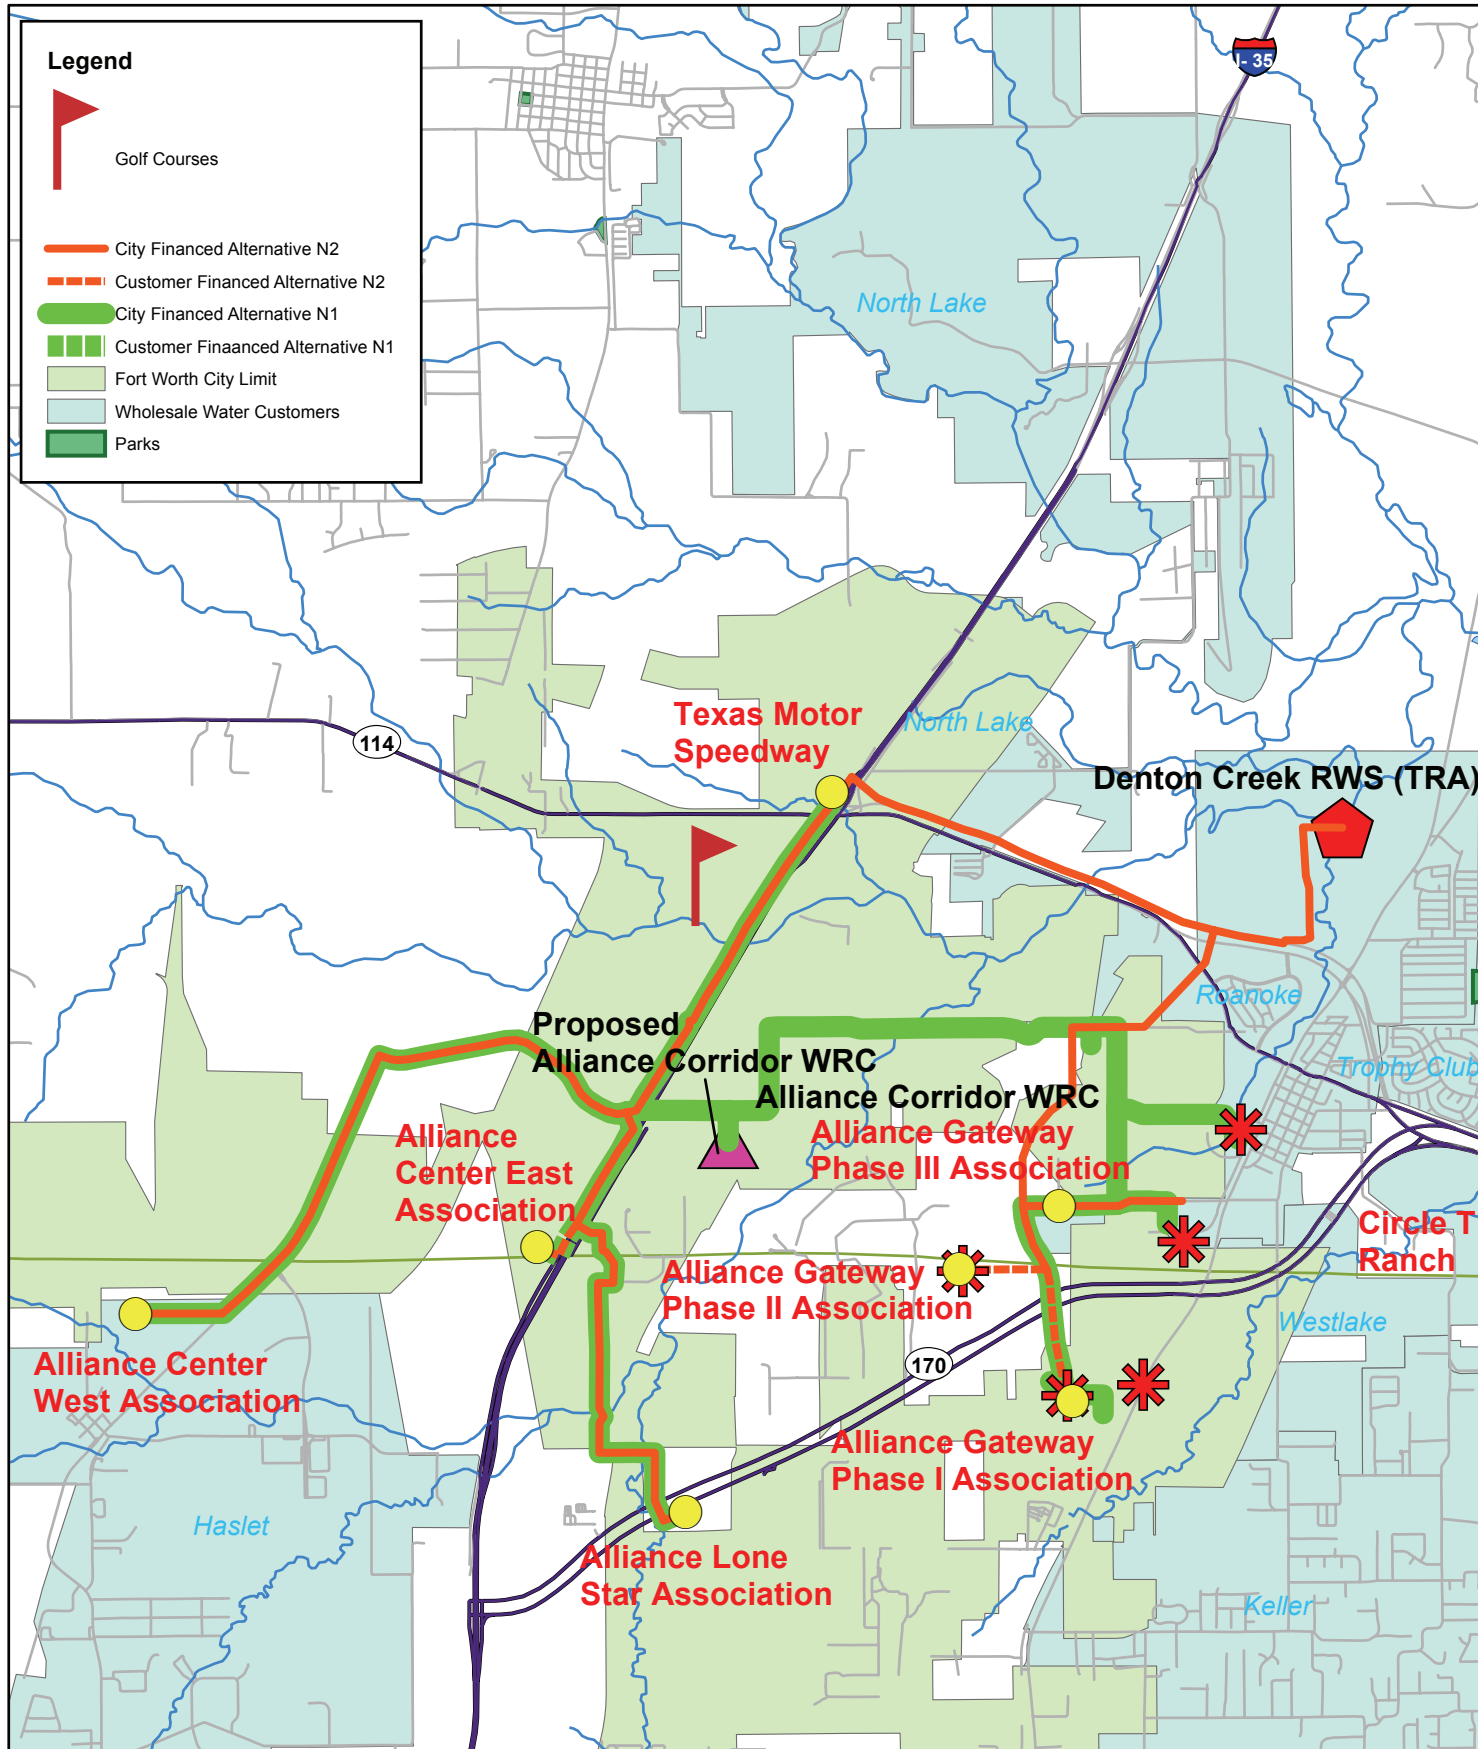 Legend
Golf Courses
City Financed Alternative N2
Customer Financed Alternative N2
City Financed Alternative N1
Customer Finaanced Alternative N1
Fort Worth City Limit
Wholesale Water Customers
Parks
I- 35
North Lake
Texas Motor
Speedway
North Lake
114
Denton Creek RWS (TRA)
Roanoke
Proposed
Alliance Corridor WRC
Trophy Club
Alliance Corridor WRC
Alliance
Center East
Association
Alliance Gateway
Phase III Association
Circle T
Ranch
Alliance Gateway
Phase II Association
Westlake
Alliance Center
West Association
170
Alliance Gateway
Phase I Association
Haslet
Alliance Lone
Star Association
Keller